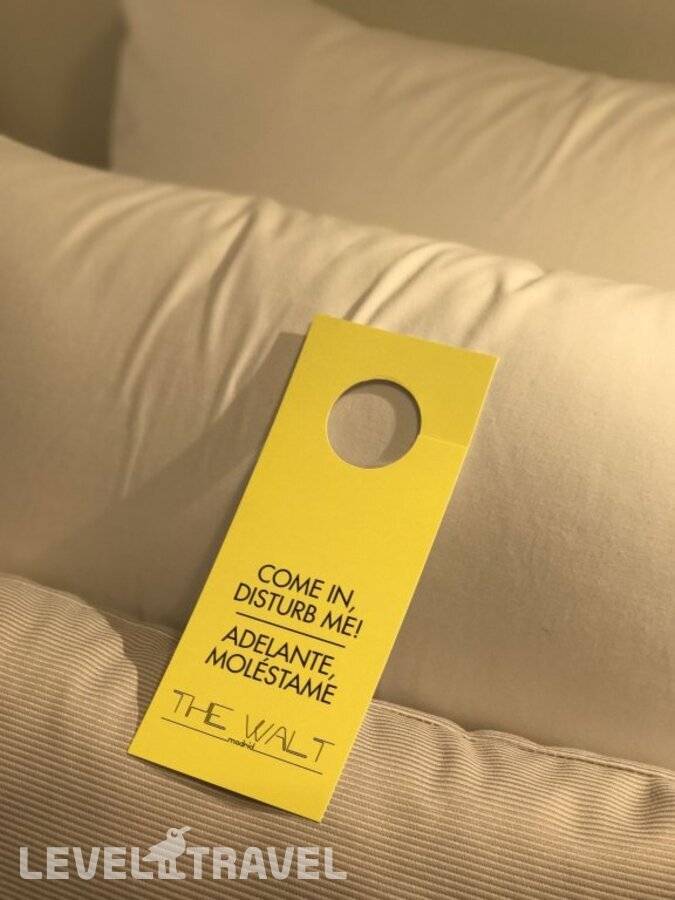 COME IN,
DISTURB ME!
ADELANTE,
MOLÉSTAME
THE WALT
madrid
LEVEL TRAVEL